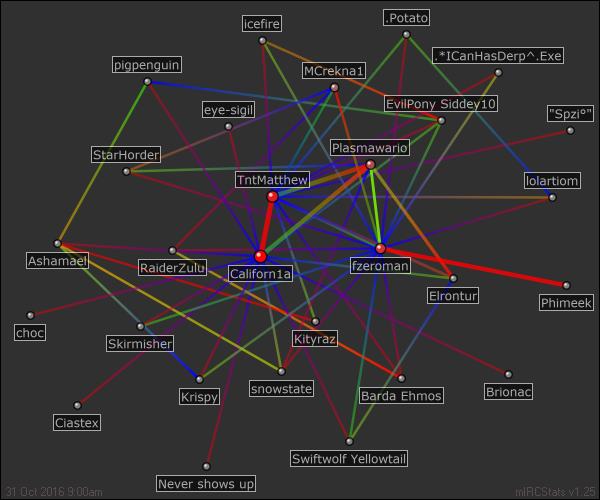 icefire
.Potato
.*ICanHasDerp^.Exe
pigpenguin
MCrekna1
EvilPony Siddey10
eye-sigil
"Spzi°"
StarHorder
Plasmawario
TntMatthew
lolartiom
Ashamael
RaiderZulu
Californ1a
fzeroman
Elrontur
Phimeek
choc
Skirmisher
Kityraz
Krispy
snowstate
Barda Ehmos
Brionac
Ciastex
Swiftwolf Yellowtail
Never shows up
31 Oct 2016 9:00am
mIRCStats v1.25